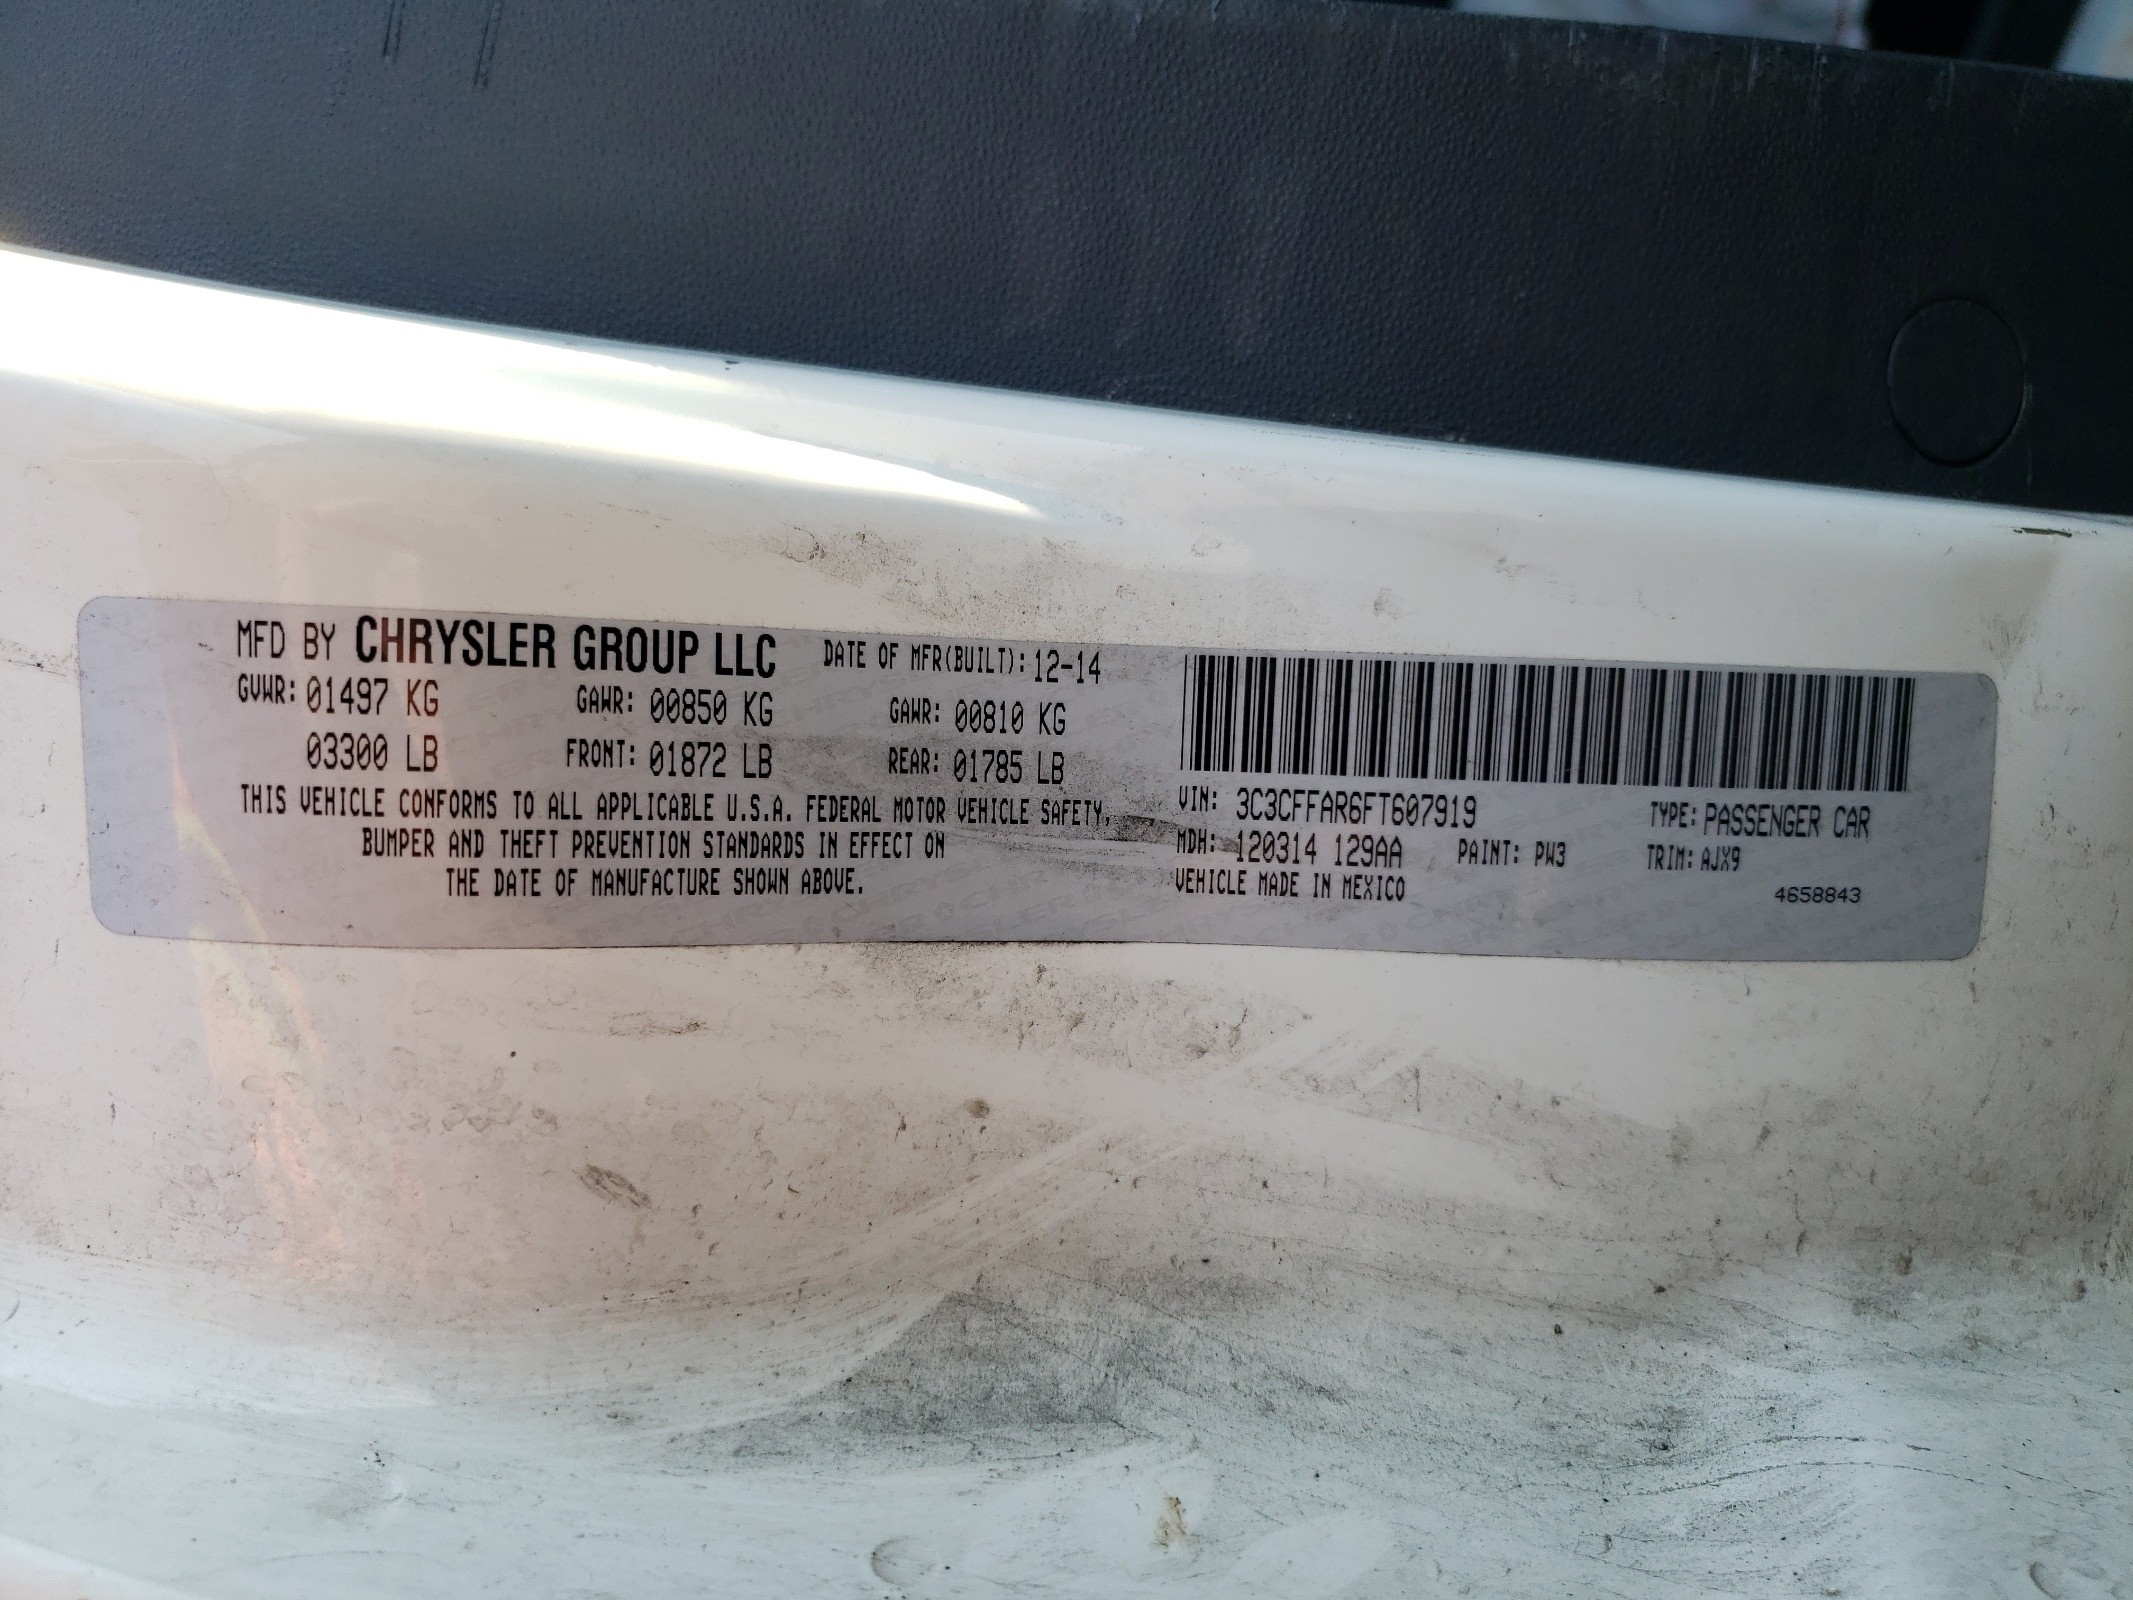 MFD BY CHRYSLER GROUP LLC DATE OF MFR(BUILT): 12-14
GVWR: 01497 KG GAWR: 00850 KG GAWR: 00810 KG
03300 LB FRONT: 01872 LB REAR: 01785 LB
THIS VEHICLE CONFORMS TO ALL APPLICABLE U.S.A. FEDERAL MOTOR VEHICLE SAFETY,
BUMPER AND THEFT PREVENTION STANDARDS IN EFFECT ON
THE DATE OF MANUFACTURE SHOWN ABOVE.
VIN: 3C3CFFAR6FT607919 TYPE: PASSENGER CAR
MDH: 120314 129AA PAINT: PW3 TRIM: AJX9
VEHICLE MADE IN MEXICO 4658843